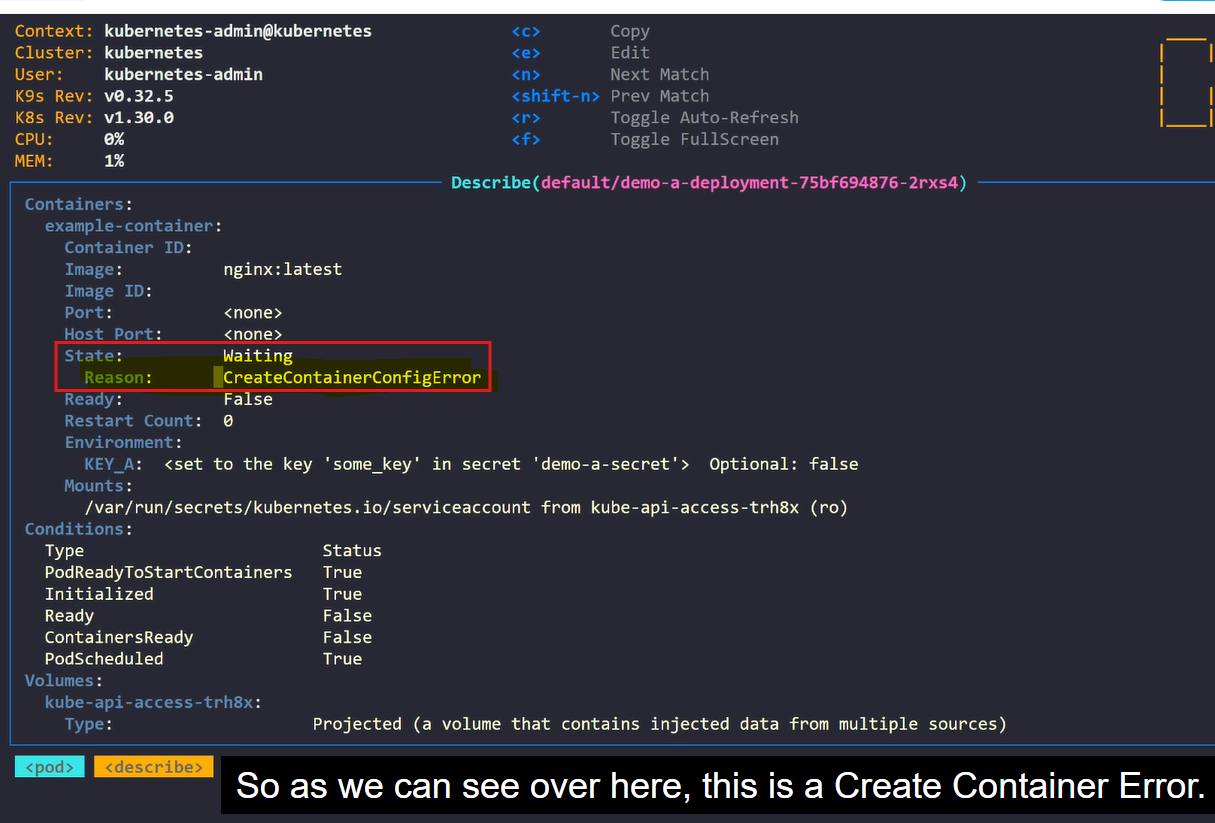 Context: kubernetes-admin@kubernetes <c> Copy
Cluster: kubernetes <e> Edit
User: kubernetes-admin <n> Next Match
K9s Rev: v0.32.5 <shift-n> Prev Match
K8s Rev: v1.30.0 <r> Toggle Auto-Refresh
CPU: 0% <f> Toggle FullScreen
MEM: 1%
Describe(default/demo-a-deployment-75bf694876-2rxs4)
Containers:
example-container:
Container ID:
Image: nginx:latest
Image ID:
Port: <none>
Host Port: <none>
State: Waiting
Reason: CreateContainerConfigError
Ready: False
Restart Count: 0
Environment:
KEY_A: <set to the key 'some_key' in secret 'demo-a-secret'> Optional: false
Mounts:
/var/run/secrets/kubernetes.io/serviceaccount from kube-api-access-trh8x (ro)
Conditions:
Type Status
PodReadyToStartContainers True
Initialized True
Ready False
ContainersReady False
PodScheduled True
Volumes:
kube-api-access-trh8x:
Type: Projected (a volume that contains injected data from multiple sources)
<pod> <describe>
So as we can see over here, this is a Create Container Error.